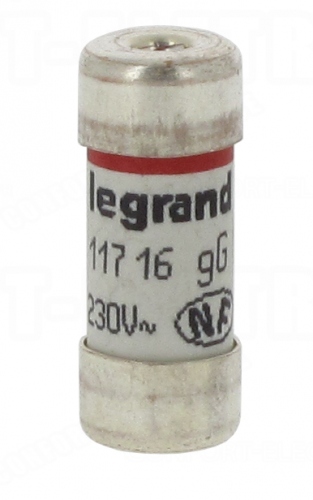 legrand
117 16 gG
230V~ NF